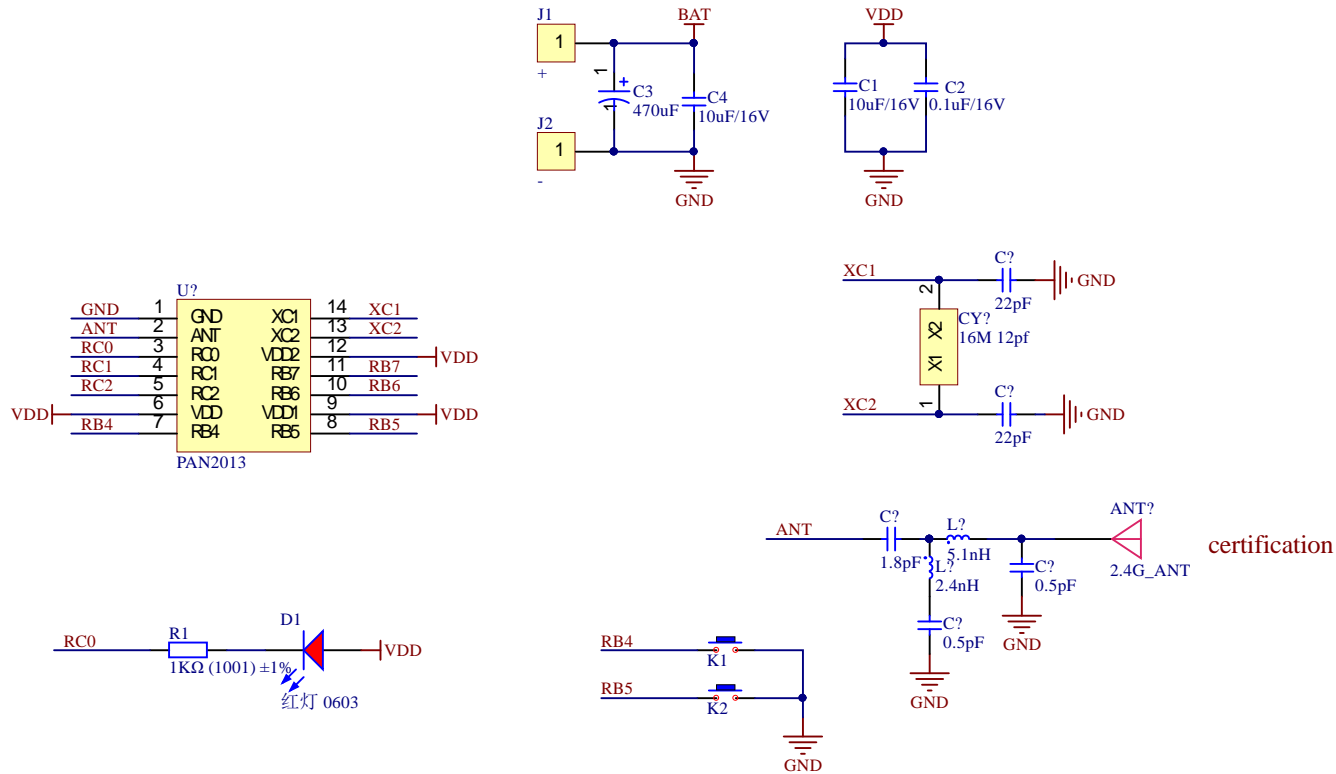 J1
1
+
J2
1
-
BAT
1
+
C3
470uF
1
C4
10uF/16V
GND
VDD
C1
10uF/16V
C2
0.1uF/16V
GND
U?
GND 1 GND XC1 14 XC1
ANT 2 ANT XC2 13 XC2
RC0 3 RC0 VDD2 12 VDD
RC1 4 RC1 RB7 11 RB7
RC2 5 RC2 RB6 10 RB6
VDD 6 VDD VDD1 9 VDD
RB4 7 RB4 RB5 8 RB5
PAN2013
XC1
C?
22pF
GND
2
X2
X1
1
CY?
16M 12pf
XC2
C?
22pF
GND
ANT
C?
1.8pF
L?
5.1nH
L?
2.4nH
C?
0.5pF
GND
C?
0.5pF
GND
ANT?
2.4G_ANT
certification
RC0
R1
1KΩ (1001) ±1%
D1
红灯 0603
VDD
RB4
K1
RB5
K2
GND